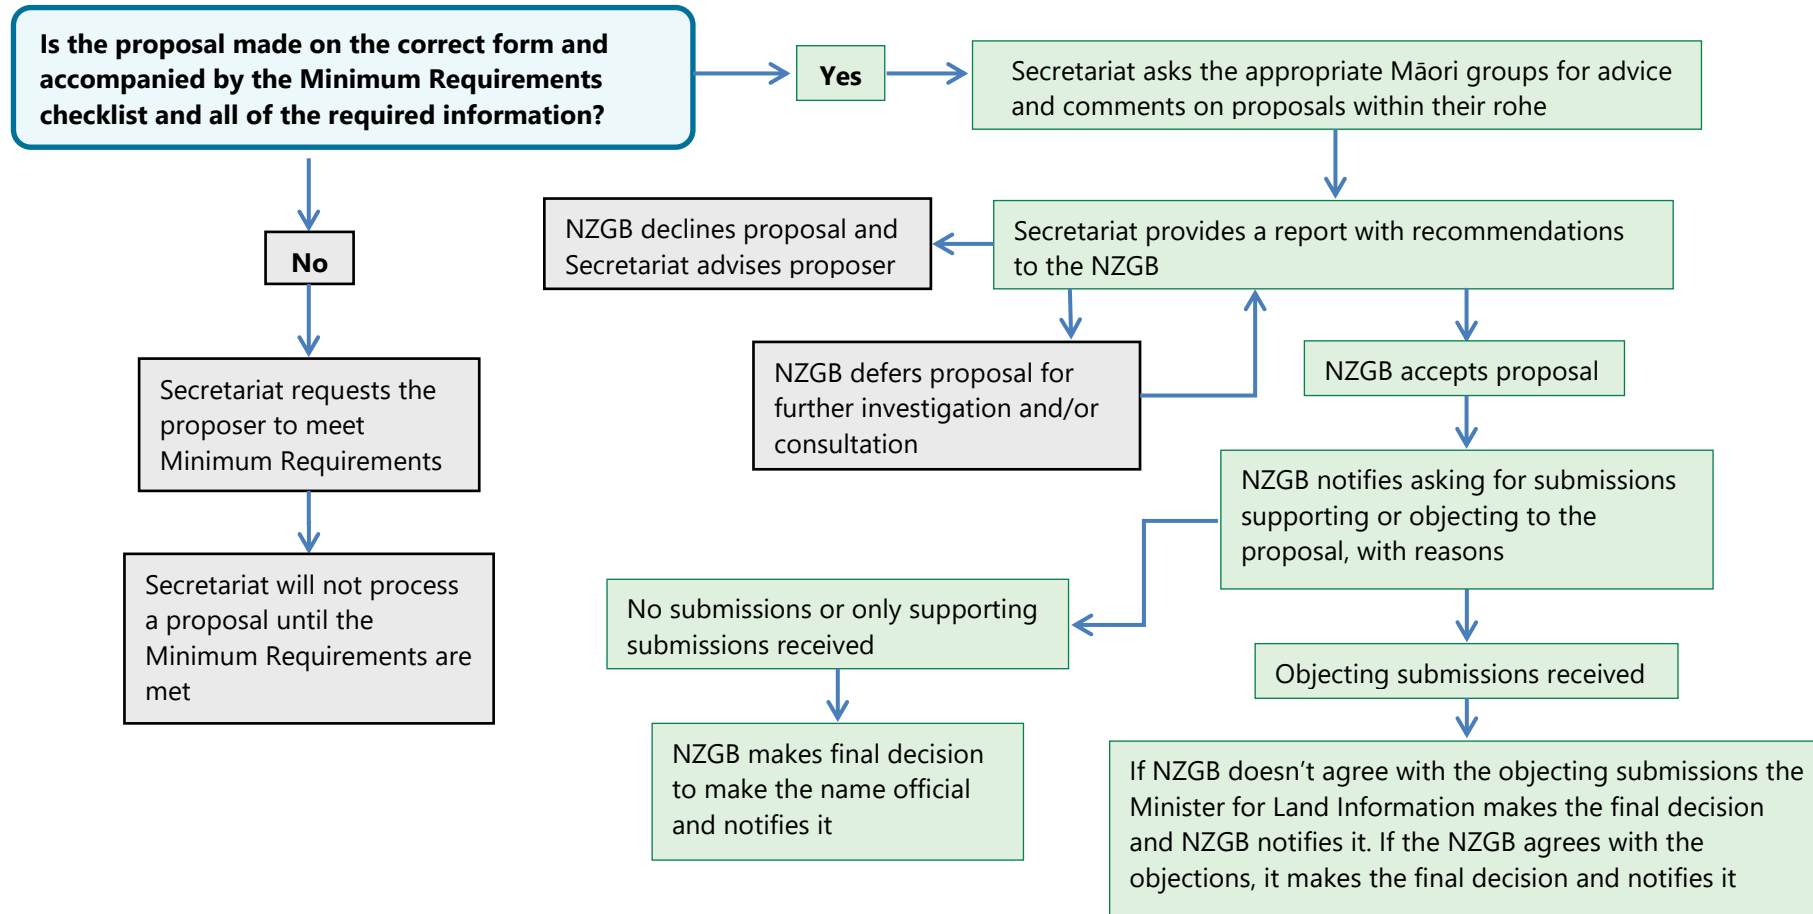 Is the proposal made on the correct form and
accompanied by the Minimum Requirements
checklist and all of the required information?
Yes
Secretariat asks the appropriate Māori groups for advice
and comments on proposals within their rohe
No
NZGB declines proposal and
Secretariat advises proposer
Secretariat provides a report with recommendations
to the NZGB
Secretariat requests the
proposer to meet
Minimum Requirements
NZGB defers proposal for
further investigation and/or
consultation
NZGB accepts proposal
NZGB notifies asking for submissions
supporting or objecting to the
proposal, with reasons
Secretariat will not process
a proposal until the
Minimum Requirements are
met
No submissions or only supporting
submissions received
Objecting submissions received
NZGB makes final decision
to make the name official
and notifies it
If NZGB doesn’t agree with the objecting submissions the
Minister for Land Information makes the final decision
and NZGB notifies it. If the NZGB agrees with the
objections, it makes the final decision and notifies it